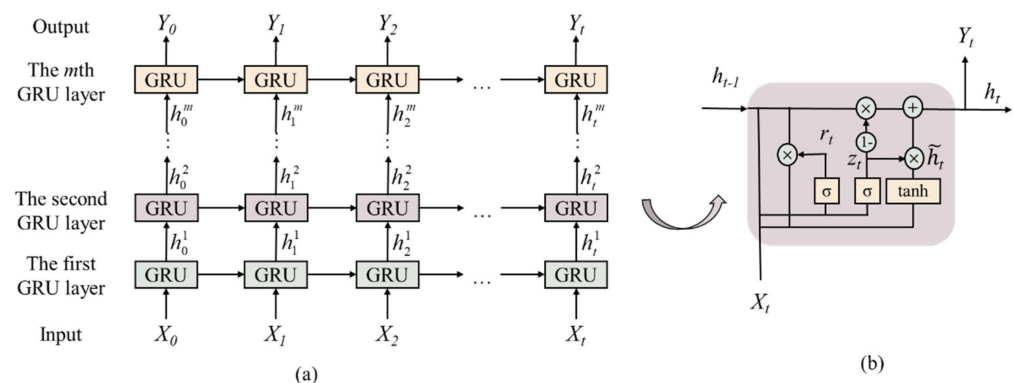 Output Y₀ Y₁ Y₂ Yₜ
The mth
GRU layer
GRU GRU GRU … GRU
h₀ᵐ h₁ᵐ h₂ᵐ hₜᵐ
⋮ ⋮ ⋮ ⋮
h₀² h₁² h₂² hₜ²
The second
GRU layer
GRU GRU GRU … GRU
h₀¹ h₁¹ h₂¹ hₜ¹
The first
GRU layer
GRU GRU GRU … GRU
Input X₀ X₁ X₂ Xₜ
(a)
Yₜ
hₜ₋₁ hₜ
× +
rₜ 1-
× zₜ × h̃ₜ
σ σ tanh
Xₜ
(b)